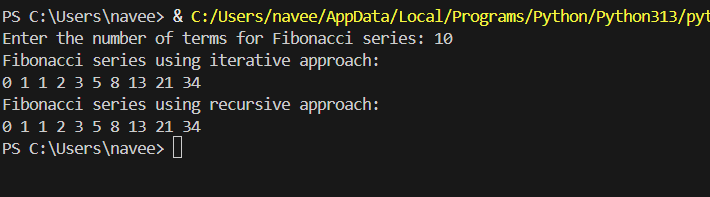 PS C:\Users\navee> & C:/Users/navee/AppData/Local/Programs/Python/Python313/pyt
Enter the number of terms for Fibonacci series: 10
Fibonacci series using iterative approach:
0 1 1 2 3 5 8 13 21 34
Fibonacci series using recursive approach:
0 1 1 2 3 5 8 13 21 34
PS C:\Users\navee>